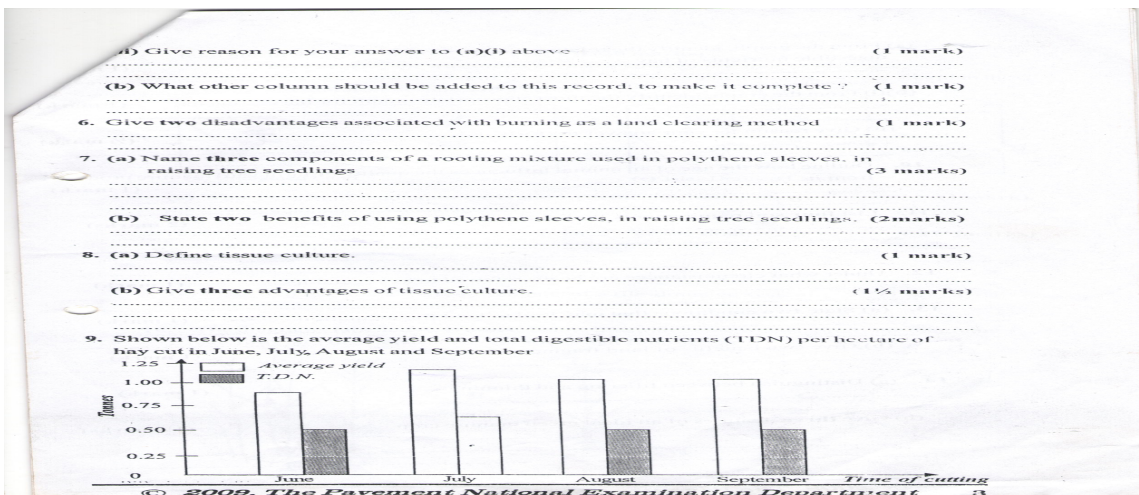 ii) Give reason for your answer to (a)(i) above (1 mark)
(b) What other column should be added to this record, to make it complete ? (1 mark)
6. Give two disadvantages associated with burning as a land clearing method (1 mark)
7. (a) Name three components of a rooting mixture used in polythene sleeves, in
raising tree seedlings (3 marks)
(b) State two benefits of using polythene sleeves, in raising tree seedlings. (2marks)
8. (a) Define tissue culture. (1 mark)
(b) Give three advantages of tissue culture. (1½ marks)
9. Shown below is the average yield and total digestible nutrients (TDN) per hectare of
hay cut in June, July, August and September
1.25 Average yield
1.00 T.D.N.
Tonnes
0.75
0.50
0.25
0
June July August September Time of cutting
© 2009, The Pavement National Examination Department 3